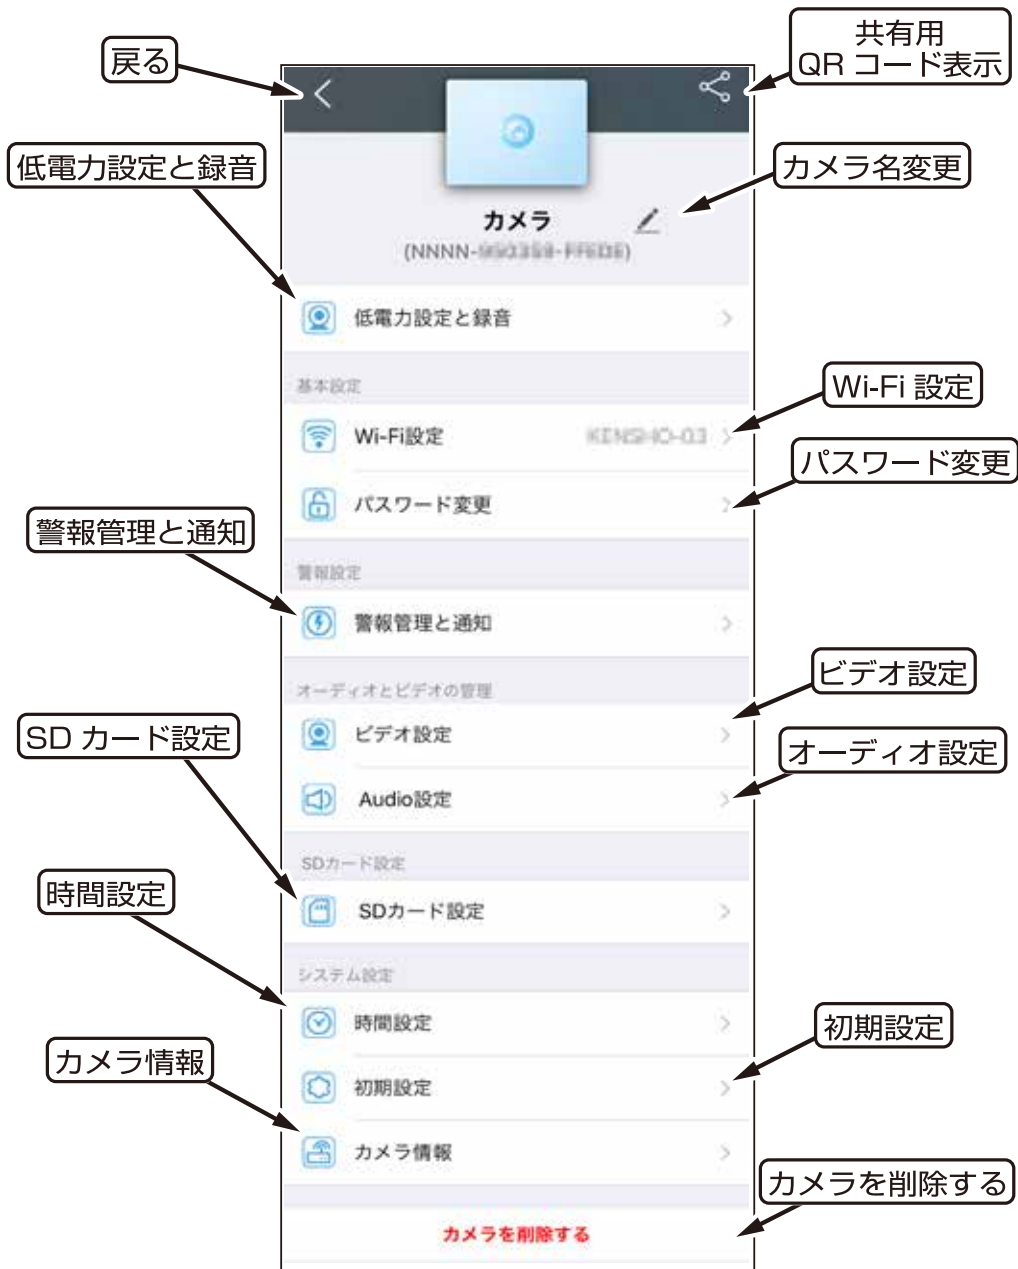 戻る
共有用
QR コード表示
低電力設定と録音
カメラ名変更
カメラ
(NNNN-
低電力設定と録音
基本設定
Wi-Fi 設定
Wi-Fi設定
パスワード変更
パスワード変更
警報管理と通知
警報設定
警報管理と通知
オーディオとビデオの管理
ビデオ設定
ビデオ設定
SD カード設定
オーディオ設定
Audio設定
SDカード設定
SDカード設定
時間設定
システム設定
時間設定
初期設定
初期設定
カメラ情報
カメラ情報
カメラを削除する
カメラを削除する